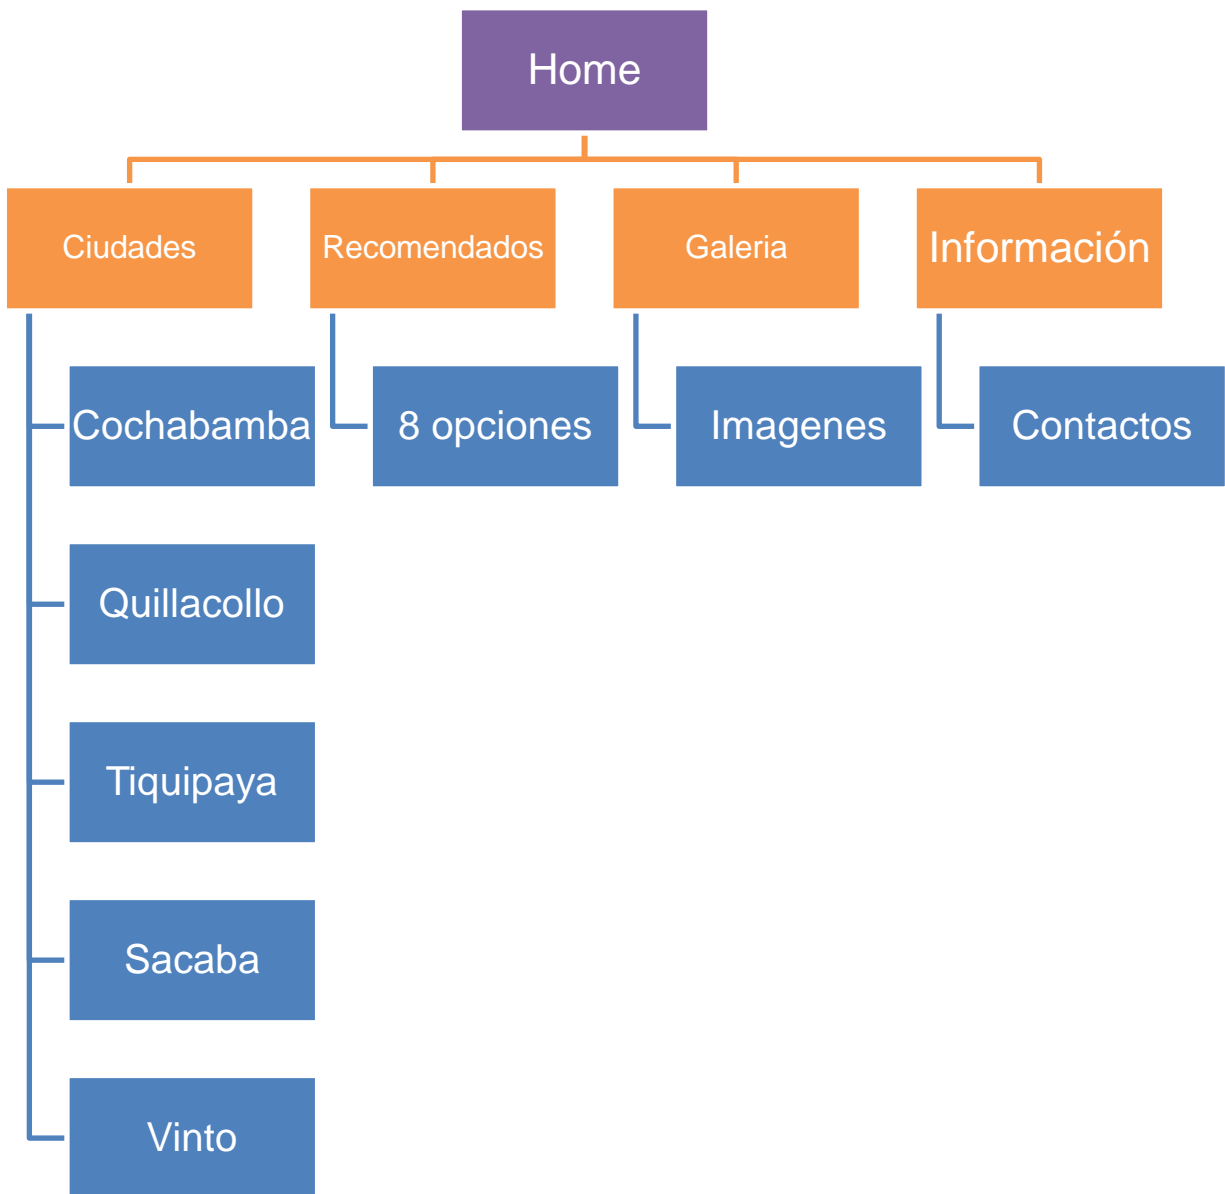 Home
Ciudades
Recomendados
Galeria
Información
Cochabamba
8 opciones
Imagenes
Contactos
Quillacollo
Tiquipaya
Sacaba
Vinto